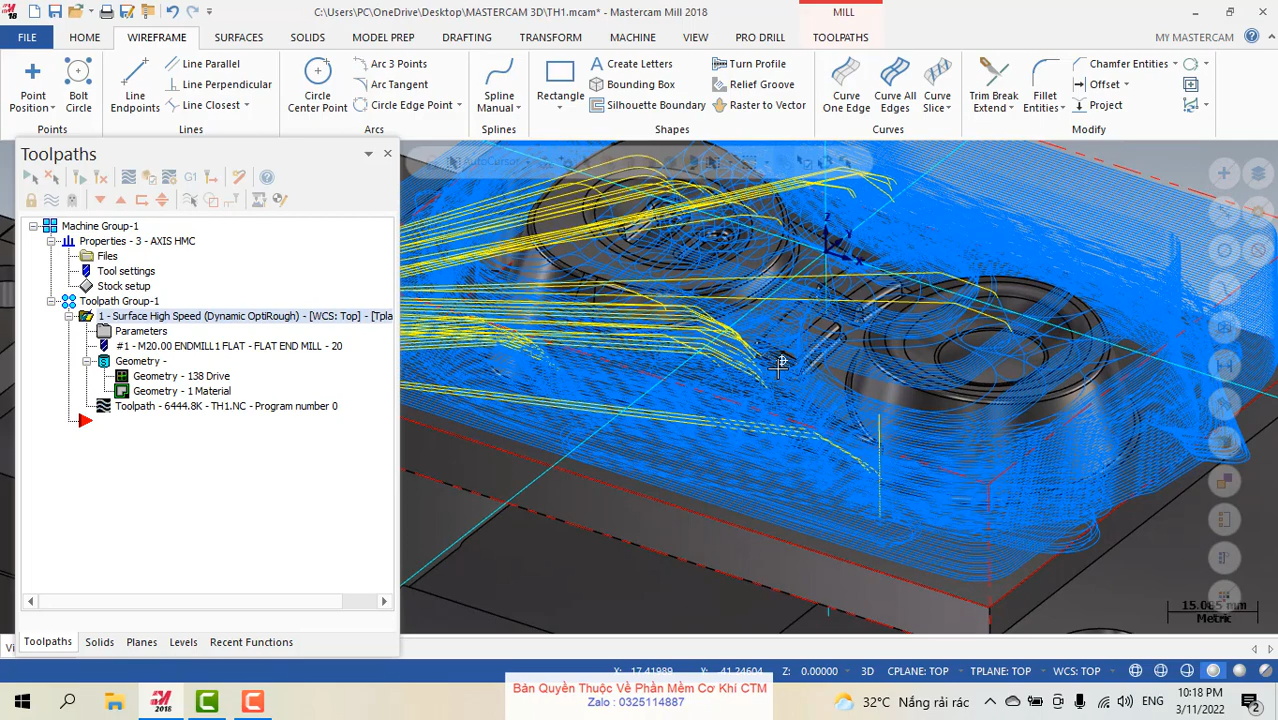 C:\Users\PC\OneDrive\Desktop\MASTERCAM 3D\TH1.mcam* - Mastercam Mill 2018
MILL
FILE HOME WIREFRAME SURFACES SOLIDS MODEL PREP DRAFTING TRANSFORM MACHINE VIEW PRO DRILL TOOLPATHS MY MASTERCAM
Point Position
Bolt Circle
Points
Line Endpoints
Line Parallel
Line Perpendicular
Line Closest
Lines
Circle Center Point
Arc 3 Points
Arc Tangent
Circle Edge Point
Arcs
Spline Manual
Splines
Rectangle
Create Letters
Bounding Box
Silhouette Boundary
Turn Profile
Relief Groove
Raster to Vector
Shapes
Curve One Edge
Curve All Edges
Curve Slice
Curves
Trim Break Extend
Fillet Entities
Chamfer Entities
Offset
Project
Modify
Toolpaths
G1
AutoCursor
Machine Group-1
Properties - 3 - AXIS HMC
Files
Tool settings
Stock setup
Toolpath Group-1
1 - Surface High Speed (Dynamic OptiRough) - [WCS: Top] - [Tpla
Parameters
#1 - M20.00 ENDMILL1 FLAT - FLAT END MILL - 20
Geometry -
Geometry - 138 Drive
Geometry - 1 Material
Toolpath - 6444.8K - TH1.NC - Program number 0
Z
Y
X
Metric
Toolpaths Solids Planes Levels Recent Functions
X: 17.41989 Y: -41.24604 Z: 0.00000 3D CPLANE: TOP TPLANE: TOP WCS: TOP
Bản Quyền Thuộc Về Phần Mềm Cơ Khí CTM
Zalo : 0325114887
2018
32°C Nắng rải rác
ENG
10:18 PM
3/11/2022
2